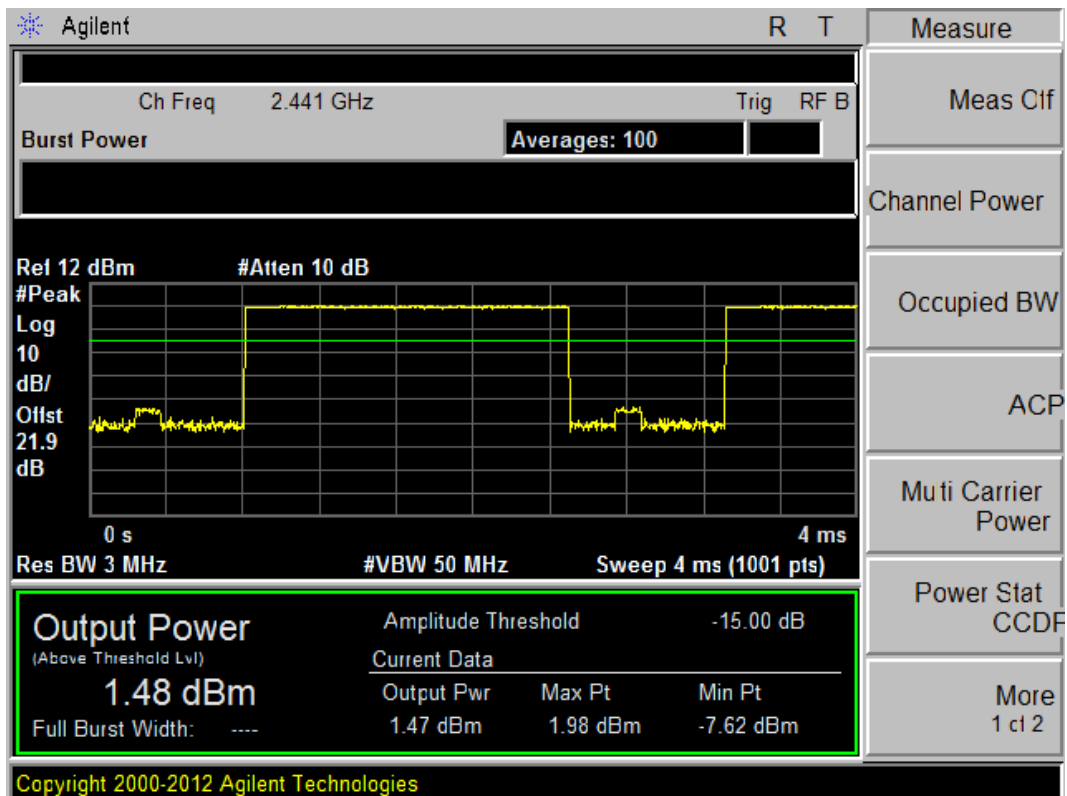 Agilent
R T
Measure
Ch Freq 2.441 GHz
Trig RF B
Meas Off
Burst Power
Averages: 100
Channel Power
Ref 12 dBm
#Atten 10 dB
#Peak
Log
10
dB/
Offst
21.9
dB
Occupied BW
ACP
0 s
4 ms
Multi Carrier
Power
Res BW 3 MHz
#VBW 50 MHz
Sweep 4 ms (1001 pts)
Output Power
(Above Threshold Lvl)
1.48 dBm
Full Burst Width: ----
Amplitude Threshold -15.00 dB
Current Data
Output Pwr Max Pt Min Pt
1.47 dBm 1.98 dBm -7.62 dBm
Power Stat
CCDF
More
1 of 2
Copyright 2000-2012 Agilent Technologies